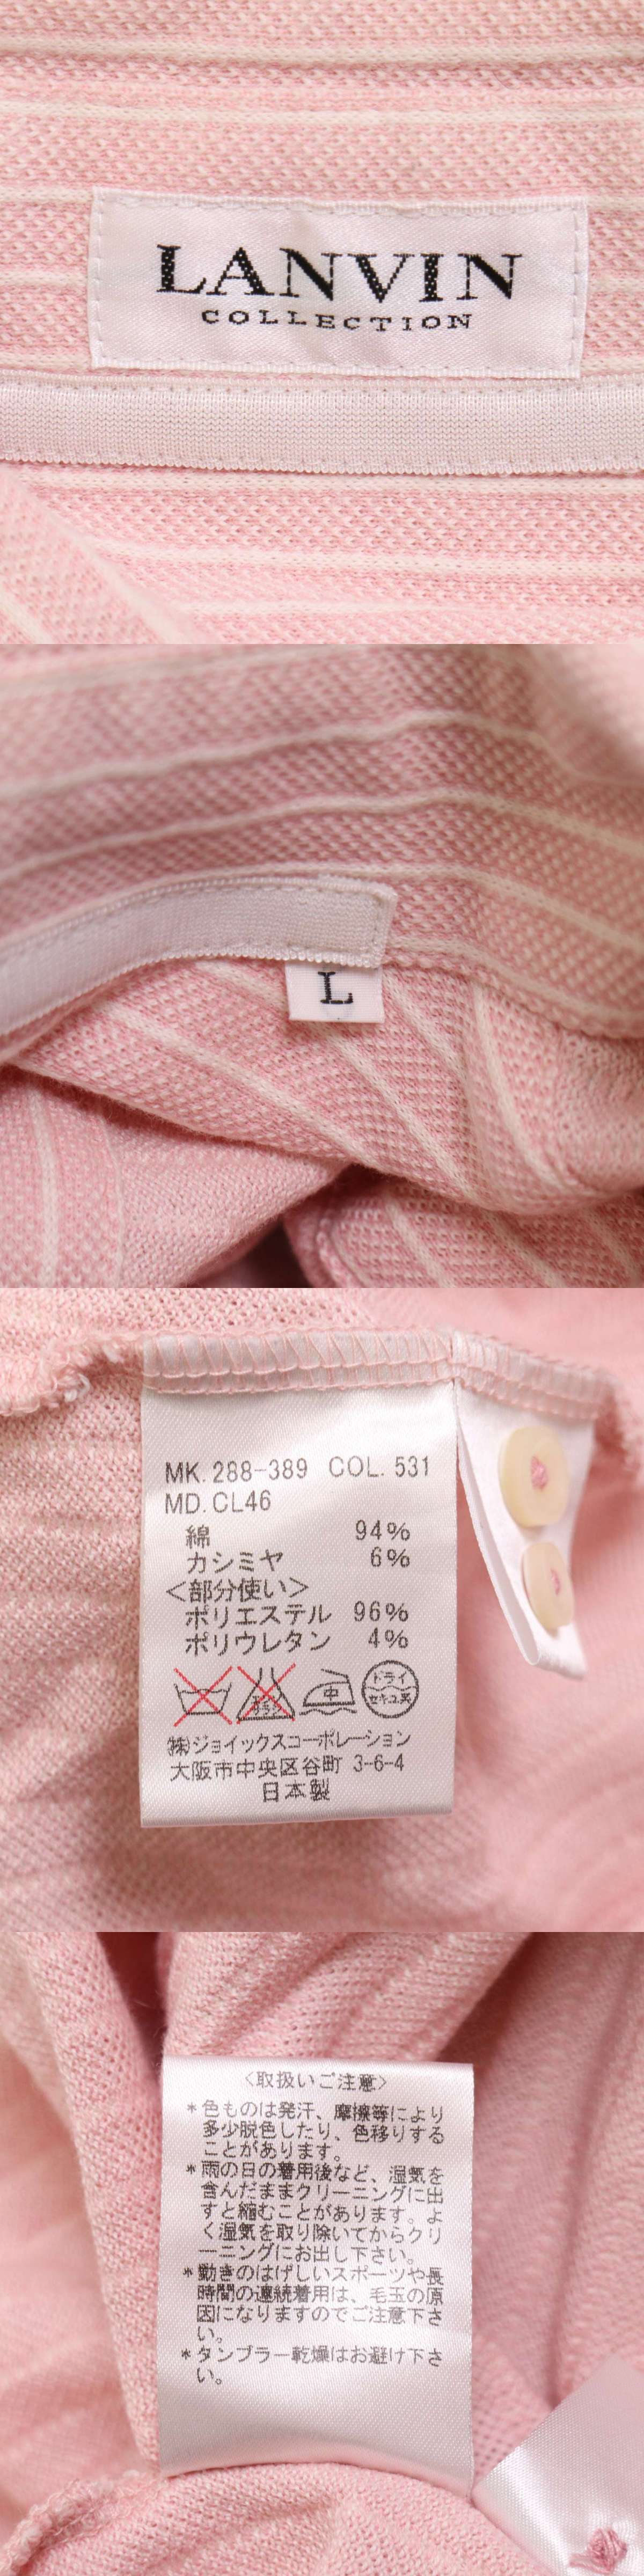 LANVIN
COLLECTION
L
MK.288-389 COL.531
MD.CL46
綿 94%
カシミヤ 6%
<部分使い>
ポリエステル 96%
ポリウレタン 4%
エンソサラシ 中 ドライ セキユ系
㈱ジョイックスコーポレーション
大阪市中央区谷町 3-6-4
日本製
<取扱いご注意>
*色ものは発汗、摩擦等により
多少脱色したり、色移りする
ことがあります。
*雨の日の着用後など、湿気を
含んだままクリーニングに出
すと縮むことがあります。よ
く湿気を取り除いてからクリ
ーニングにお出し下さい。
*動きのはげしいスポーツや長
時間の連続着用は、毛玉の原
因になりますのでご注意下さ
い。
*タンブラー乾燥はお避け下さ
い。